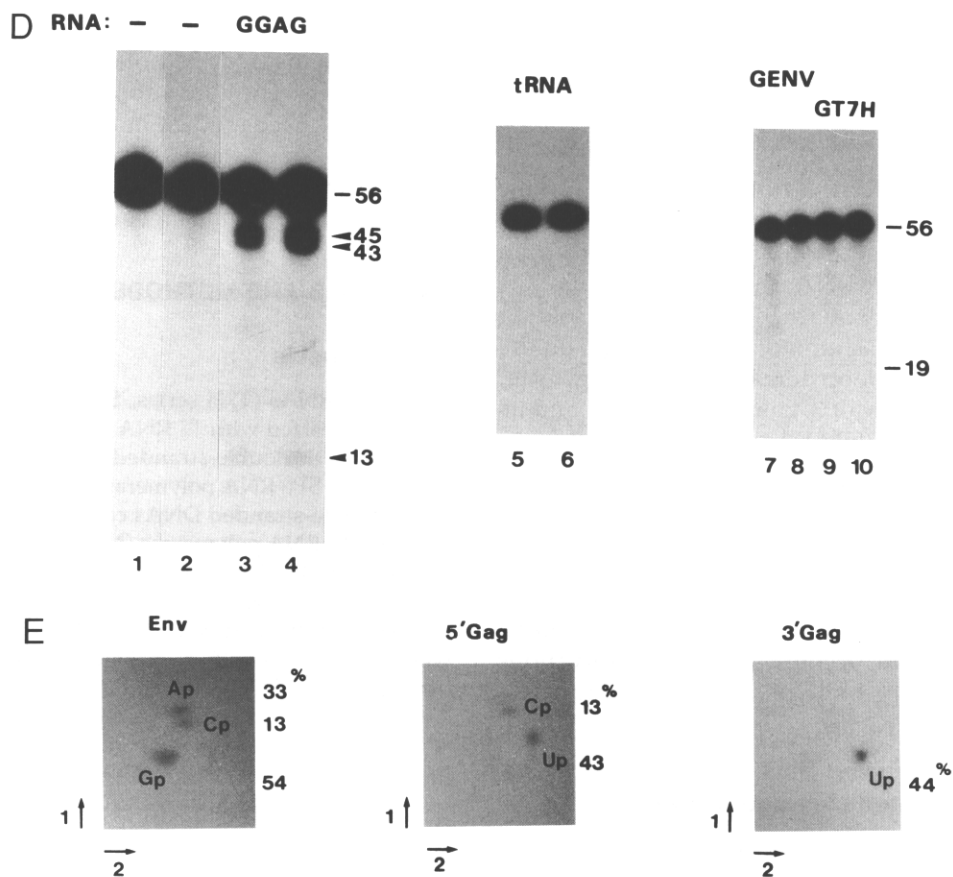 D RNA: – – GGAG
tRNA
GENV
GT7H
–56
45
43
13
1 2 3 4
5 6
–56
–19
7 8 9 10
E
Env
Ap
Cp
Gp
%
33
13
54
1
2
5'Gag
Cp
Up
13%
43
1
2
3'Gag
Up
44%
1
2